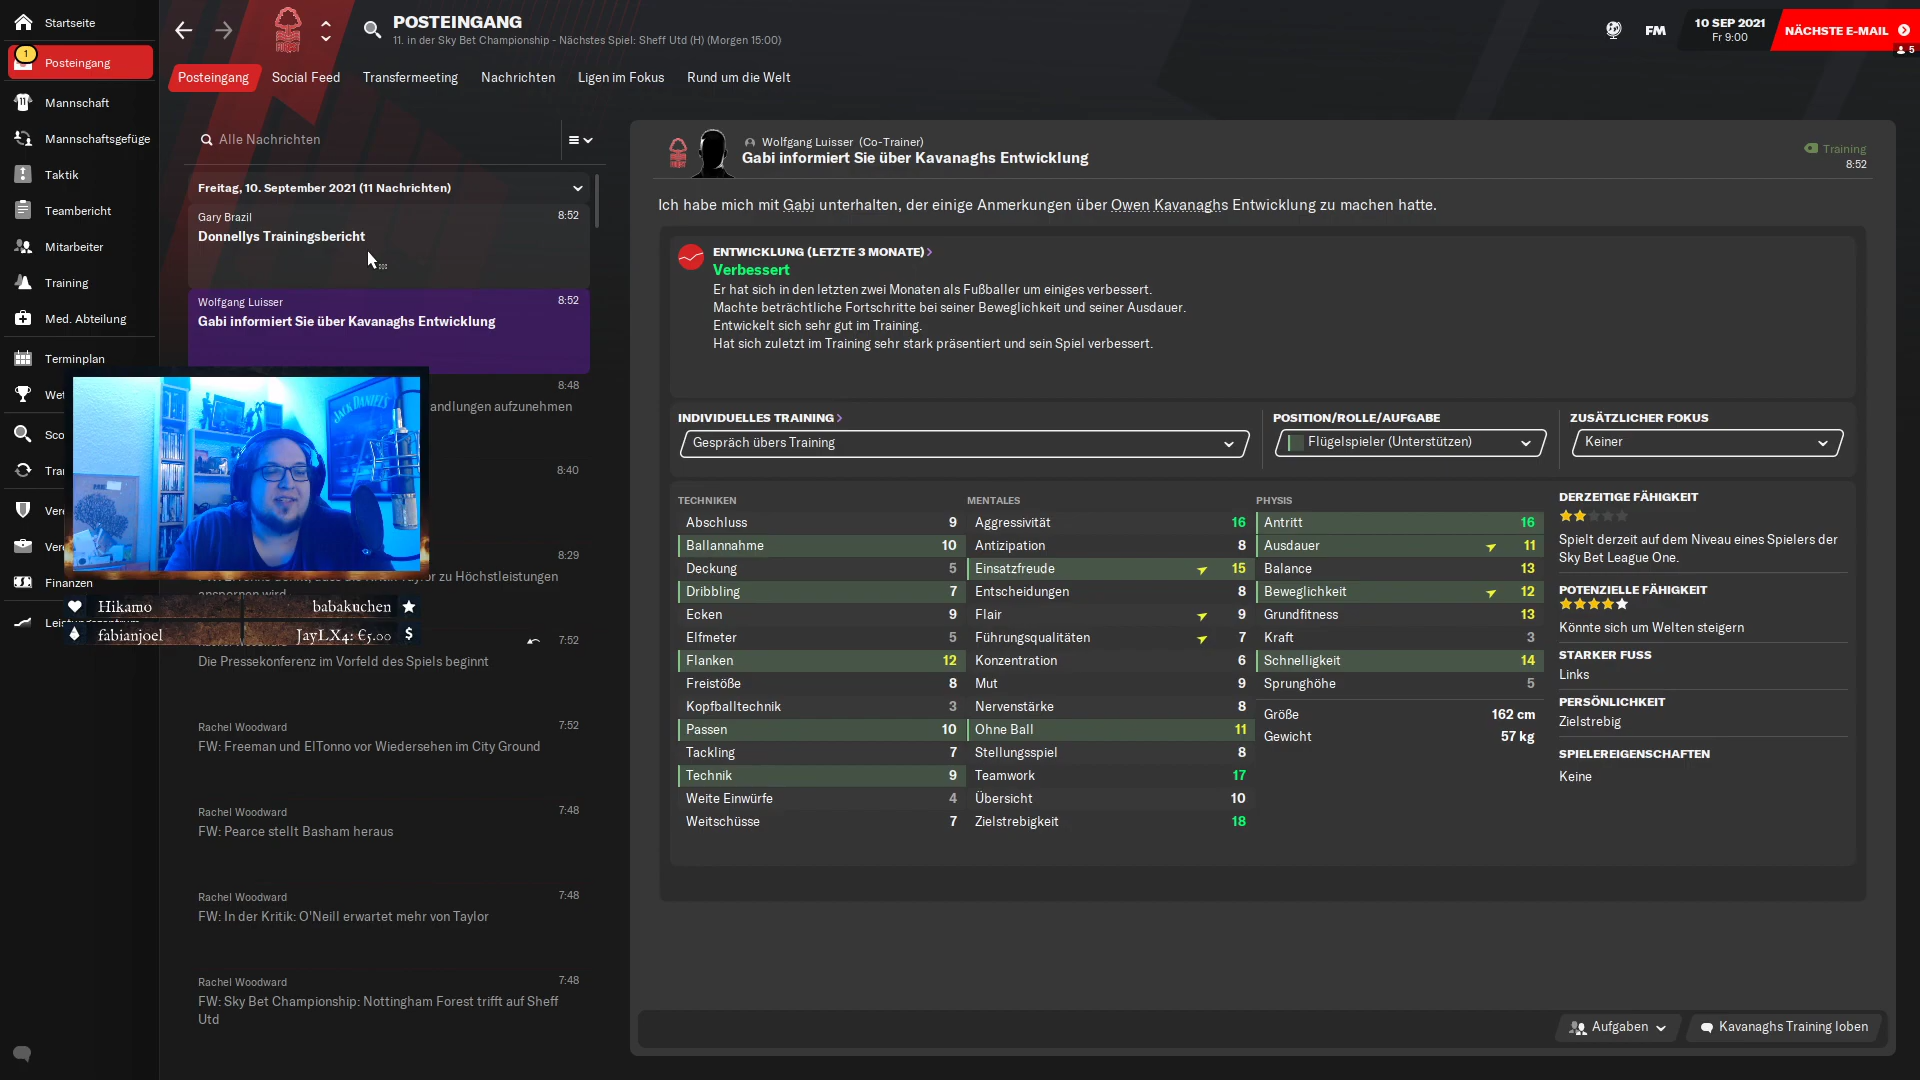 Startseite
1
Posteingang
Mannschaft
Mannschaftsgefüge
Taktik
Teambericht
Mitarbeiter
Training
Med. Abteilung
Terminplan
Finanzen
POSTEINGANG
11. in der Sky Bet Championship - Nächstes Spiel: Sheff Utd (H) (Morgen 15:00)
FM
10 SEP 2021
Fr 9:00
NÄCHSTE E-MAIL
5
Posteingang
Social Feed
Transfermeeting
Nachrichten
Ligen im Fokus
Rund um die Welt
Alle Nachrichten
Freitag, 10. September 2021 (11 Nachrichten)
Gary Brazil 8:52
Donnellys Trainingsbericht
Wolfgang Luisser 8:52
Gabi informiert Sie über Kavanaghs Entwicklung
8:48
andlungen aufzunehmen
8:40
8:29
zu Höchstleistungen
7:52
Die Pressekonferenz im Vorfeld des Spiels beginnt
Rachel Woodward 7:52
FW: Freeman und ElTonno vor Wiedersehen im City Ground
Rachel Woodward 7:48
FW: Pearce stellt Basham heraus
Rachel Woodward 7:48
FW: In der Kritik: O'Neill erwartet mehr von Taylor
Rachel Woodward 7:48
FW: Sky Bet Championship: Nottingham Forest trifft auf Sheff
Utd
JACK DANIEL'S
Hikamo babakuchen
fabianjoel JayLX4: €5.00 $
Wolfgang Luisser (Co-Trainer)
Gabi informiert Sie über Kavanaghs Entwicklung
Training
8:52
Ich habe mich mit Gabi unterhalten, der einige Anmerkungen über Owen Kavanaghs Entwicklung zu machen hatte.
ENTWICKLUNG (LETZTE 3 MONATE)
Verbessert
Er hat sich in den letzten zwei Monaten als Fußballer um einiges verbessert.
Machte beträchtliche Fortschritte bei seiner Beweglichkeit und seiner Ausdauer.
Entwickelt sich sehr gut im Training.
Hat sich zuletzt im Training sehr stark präsentiert und sein Spiel verbessert.
INDIVIDUELLES TRAINING
Gespräch übers Training
POSITION/ROLLE/AUFGABE
Flügelspieler (Unterstützen)
ZUSÄTZLICHER FOKUS
Keiner
TECHNIKEN
Abschluss 9
Ballannahme 10
Deckung 5
Dribbling 7
Ecken 9
Elfmeter 5
Flanken 12
Freistöße 8
Kopfballtechnik 3
Passen 10
Tackling 7
Technik 9
Weite Einwürfe 4
Weitschüsse 7
MENTALES
Aggressivität 16
Antizipation 8
Einsatzfreude 15
Entscheidungen 8
Flair 9
Führungsqualitäten 7
Konzentration 6
Mut 9
Nervenstärke 8
Ohne Ball 11
Stellungsspiel 8
Teamwork 17
Übersicht 10
Zielstrebigkeit 18
PHYSIS
Antritt 16
Ausdauer 11
Balance 13
Beweglichkeit 12
Grundfitness 13
Kraft 3
Schnelligkeit 14
Sprunghöhe 5
Größe 162 cm
Gewicht 57 kg
DERZEITIGE FÄHIGKEIT
Spielt derzeit auf dem Niveau eines Spielers der
Sky Bet League One.
POTENZIELLE FÄHIGKEIT
Könnte sich um Welten steigern
STARKER FUSS
Links
PERSÖNLICHKEIT
Zielstrebig
SPIELEREIGENSCHAFTEN
Keine
Aufgaben
Kavanaghs Training loben